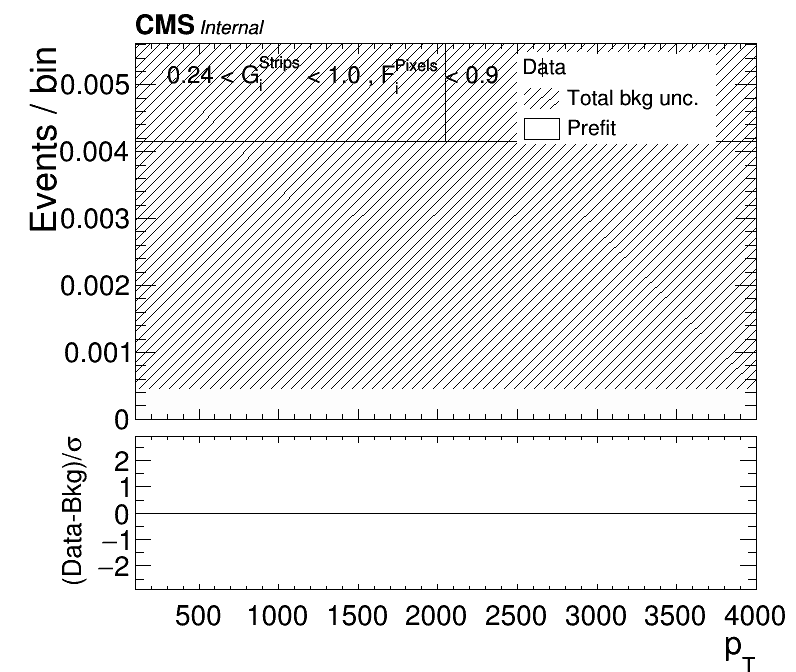 CMS Internal
0.24 < G_i^Strips < 1.0 , F_i^Pixels < 0.9
Data
Total bkg unc.
Prefit
Events / bin
0.005
0.004
0.003
0.002
0.001
0
(Data-Bkg)/σ
2
1
0
−1
−2
500 1000 1500 2000 2500 3000 3500 4000
p_T